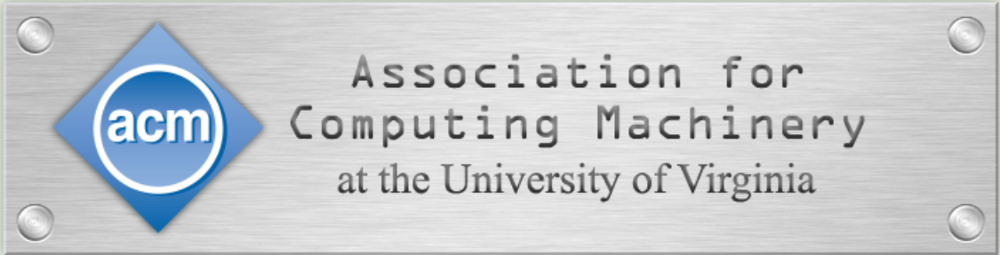 acm
Association for
Computing Machinery
at the University of Virginia